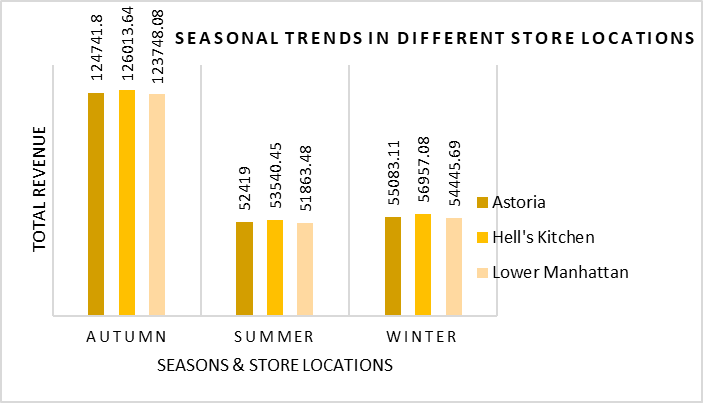 SEASONAL TRENDS IN DIFFERENT STORE LOCATIONS
TOTAL REVENUE
124741.8
126013.64
123748.08
52419
53540.45
51863.48
55083.11
56957.08
54445.69
AUTUMN
SUMMER
WINTER
SEASONS & STORE LOCATIONS
Astoria
Hell's Kitchen
Lower Manhattan